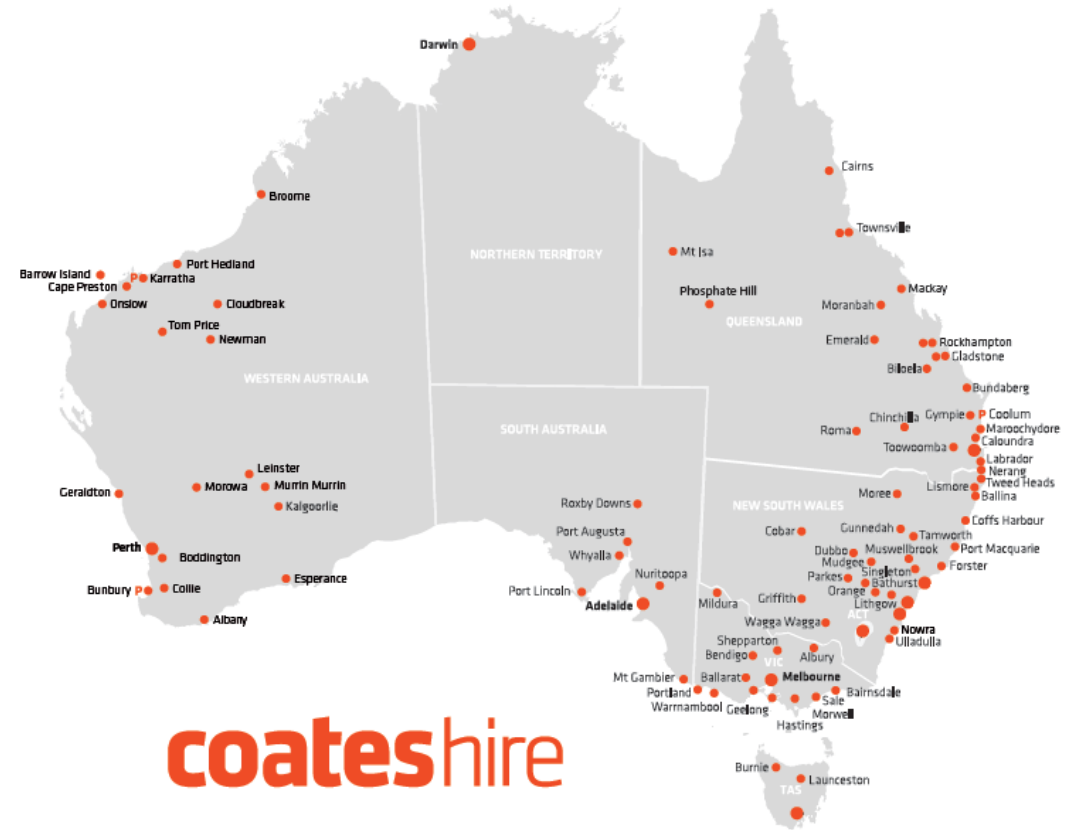 Darwin
Cairns
Broome
Townsville
NORTHERN TERRITORY
Mt Isa
Port Hedland
Barrow Island
P Karratha
Cape Preston
Mackay
Phosphate Hill
Onslow
Cloudbreak
Moranbah
QUEENSLAND
Tom Price
Newman
Emerald
Rockhampton
Gladstone
Biloela
WESTERN AUSTRALIA
Bundaberg
Chinchilla
Gympie
P Coolum
SOUTH AUSTRALIA
Roma
Maroochydore
Caloundra
Toowoomba
Labrador
Leinster
Nerang
Tweed Heads
Morowa
Murrin Murrin
Lismore
Geraldton
Moree
Ballina
Kalgoorlie
Roxby Downs
NEW SOUTH WALES
Coffs Harbour
Port Augusta
Cobar
Gunnedah
Tamworth
Perth
Dubbo
Muswellbrook
Port Macquarie
Boddington
Whyalla
Mudgee
Forster
Nuritoopa
Singleton
Esperance
Parkes
Bathurst
Bunbury P
Collie
Port Lincoln
Orange
Adelaide
Mildura
Griffith
Lithgow
ACT
Albany
Wagga Wagga
Nowra
Shepparton
Ulladulla
Bendigo
VIC
Albury
Mt Gambier
Ballarat
Melbourne
Portland
Bairnsdale
Warrnambool
Geelong
Sale
Morwell
Hastings
coateshire
Burnie
Launceston
TAS